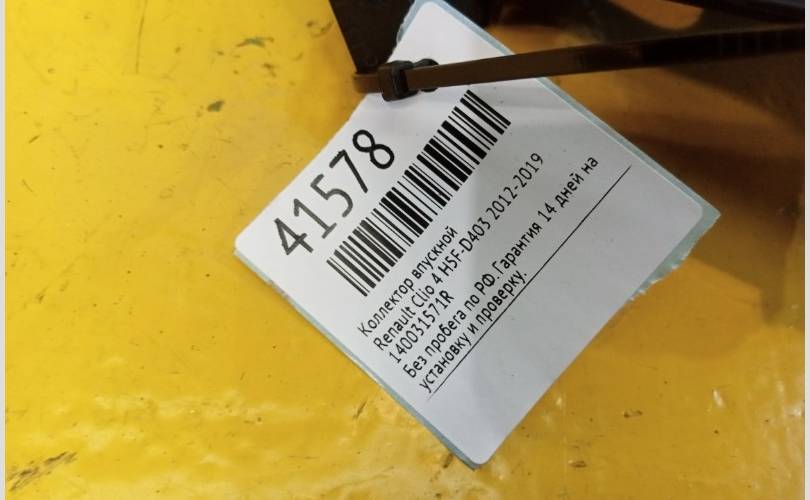 41578
Коллектор впускной
Renault Clio 4 H5F-D403 2012-2019
140031571R
Без пробега по РФ. Гарантия 14 дней на
установку и проверку.